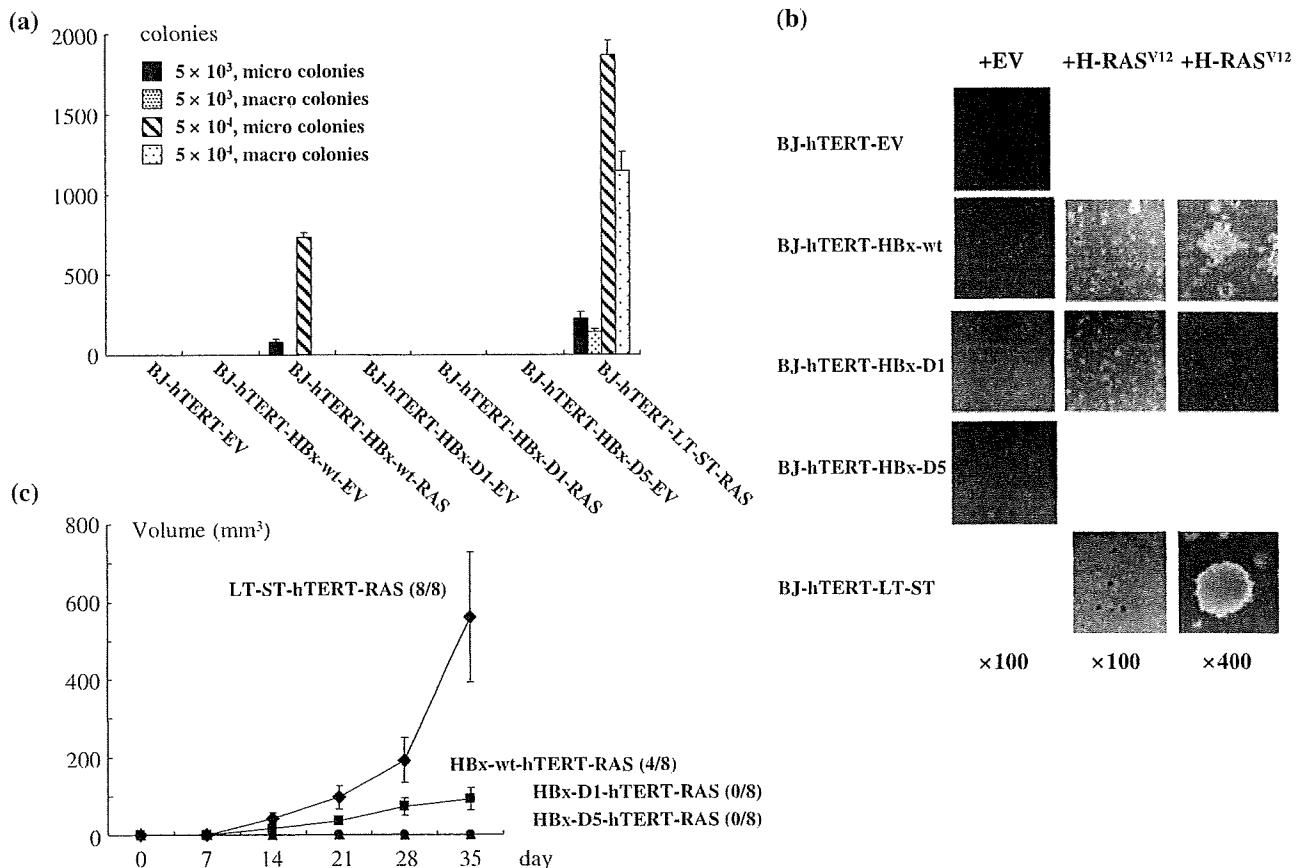 (a)
colonies
5 × 10³, micro colonies
5 × 10³, macro colonies
5 × 10⁴, micro colonies
5 × 10⁴, macro colonies
2000
1500
1000
500
0
BJ-hTERT-EV
BJ-hTERT-HBx-wt-EV
BJ-hTERT-HBx-wt-RAS
BJ-hTERT-HBx-D1-EV
BJ-hTERT-HBx-D1-RAS
BJ-hTERT-HBx-D5-EV
BJ-hTERT-LT-ST-RAS
(b)
+EV +H-RASV12 +H-RASV12
BJ-hTERT-EV
BJ-hTERT-HBx-wt
BJ-hTERT-HBx-D1
BJ-hTERT-HBx-D5
BJ-hTERT-LT-ST
×100 ×100 ×400
(c)
Volume (mm³)
800
600
400
200
0
LT-ST-hTERT-RAS (8/8)
HBx-wt-hTERT-RAS (4/8)
HBx-D1-hTERT-RAS (0/8)
HBx-D5-hTERT-RAS (0/8)
0 7 14 21 28 35 day